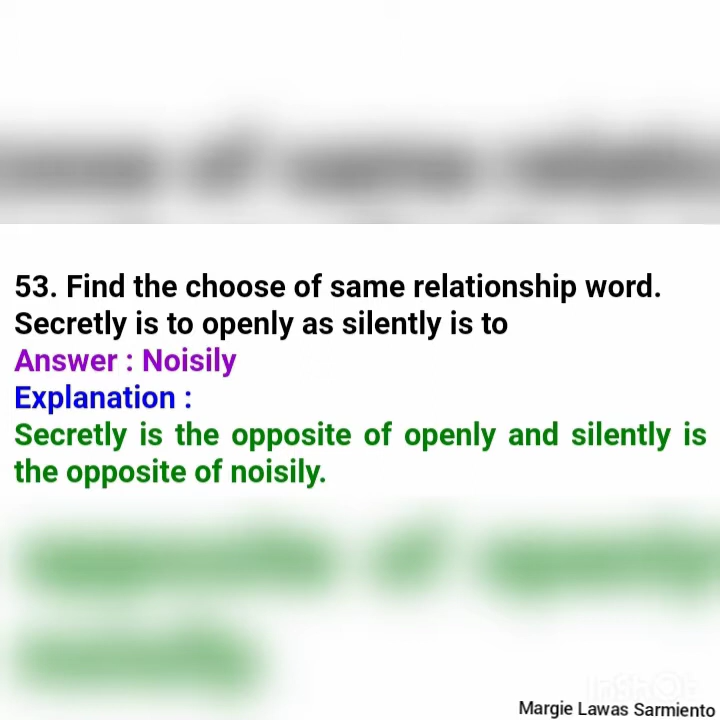 53. Find the choose of same relationship word.
Secretly is to openly as silently is to
Answer : Noisily
Explanation :
Secretly is the opposite of openly and silently is
the opposite of noisily.
InShOt
Margie Lawas Sarmiento